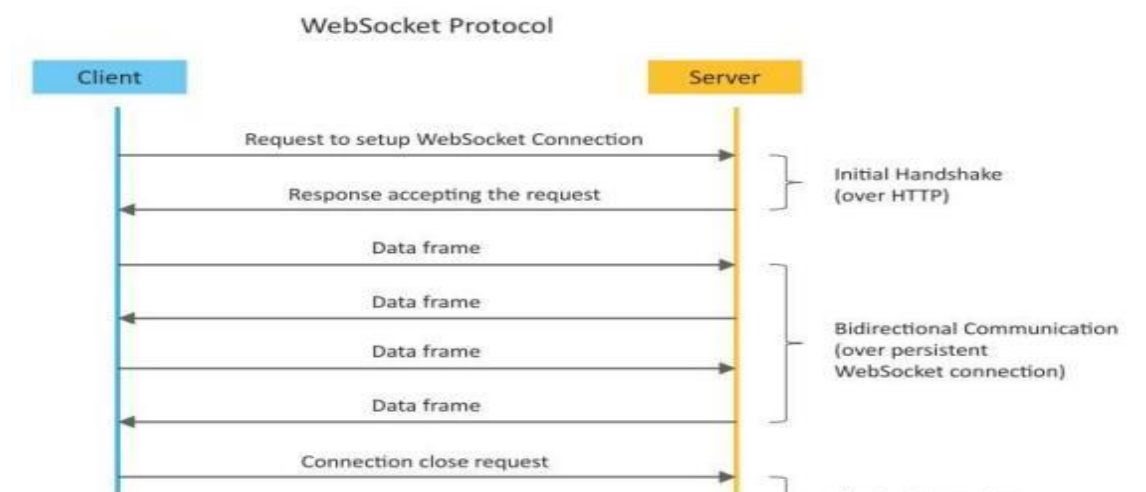 WebSocket Protocol
Client
Server
Request to setup WebSocket Connection
Initial Handshake
(over HTTP)
Response accepting the request
Data frame
Data frame
Bidirectional Communication
(over persistent
WebSocket connection)
Data frame
Data frame
Connection close request